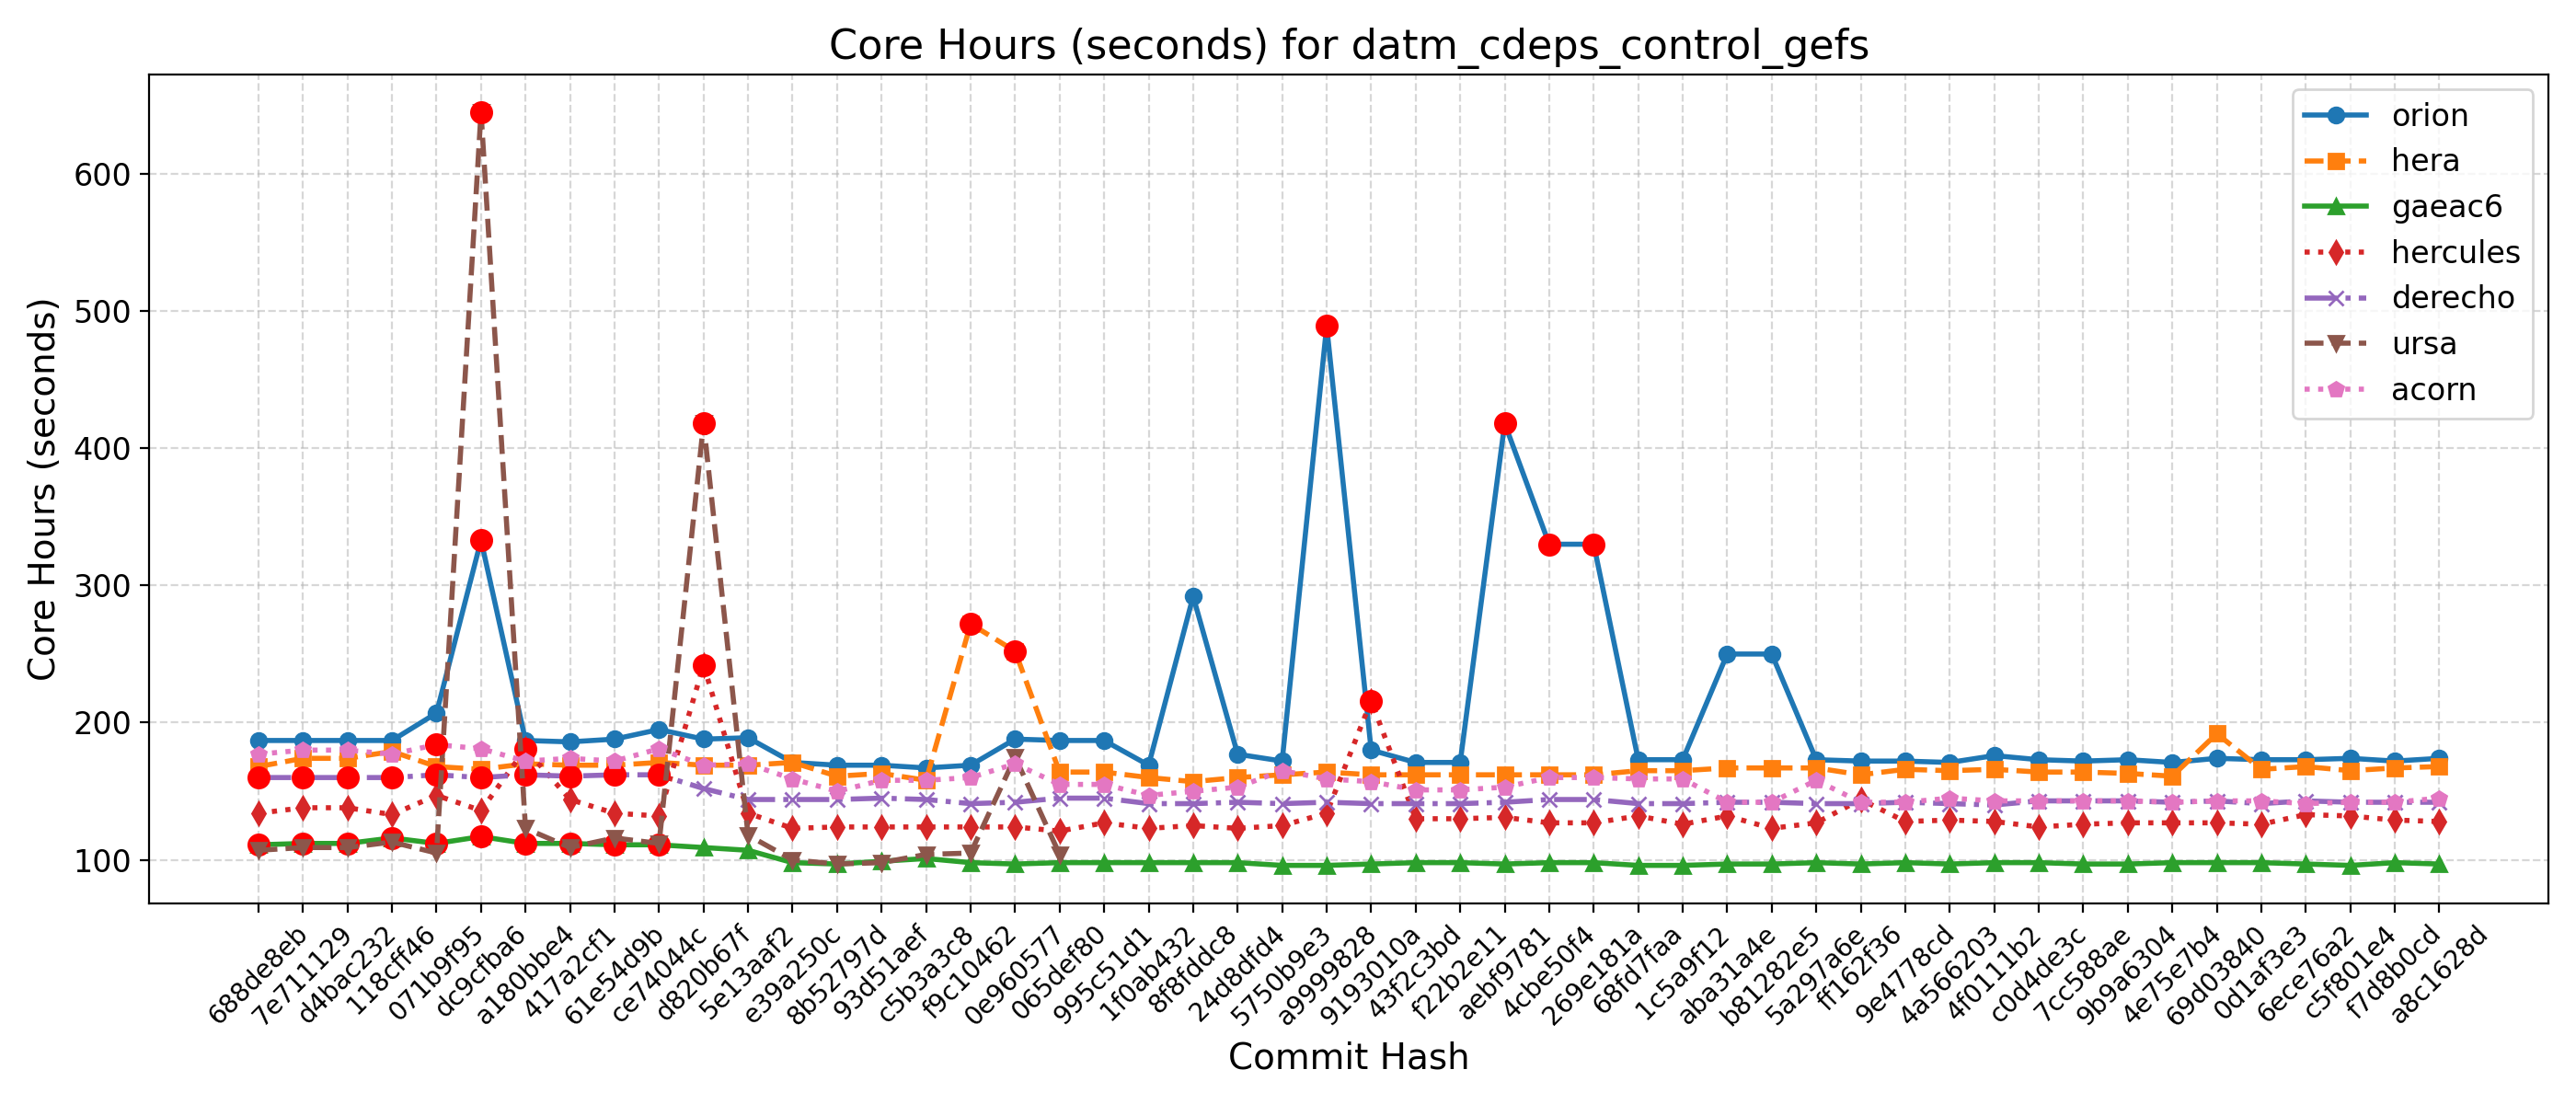 Core Hours (seconds) for datm_cdeps_control_gefs
Core Hours (seconds)
600
500
400
300
200
100
orion
hera
gaeac6
hercules
derecho
ursa
acorn
688de8eb
7e711129
d4bac232
118cff46
071b9f95
dc9cfba6
a180bbe4
417a2cf1
61e54d9b
ce74044c
d820b67f
5e13aaf2
e39a250c
8b52797d
93d51aef
c5b3a3c8
f9c10462
0e960577
065def80
995c51d1
1f0ab432
8f8fddc8
24d8dfd4
5750b9e3
a9999828
9193010a
43f2c3bd
f22b2e11
aebf9781
4cbe50f4
269e181a
68fd7faa
1c5a9f12
aba31a4e
b81282e5
5a297a6e
ff162f36
9e4778cd
4a566203
4f0111b2
c0d4de3c
7cc588ae
9b9a6304
4e75e7b4
69d03840
0d1af3e3
6ece76a2
c5f801e4
f7d8b0cd
a8c1628d
Commit Hash